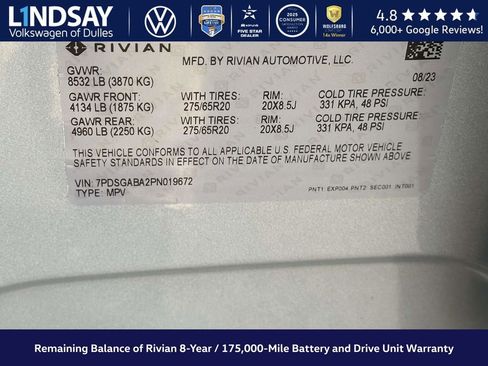 LINDSAY
Volkswagen of Dulles
FIVE STAR
DEALER
2025
CONSUMER
WOLFSBURG
14x Winner
4.8 ★★★★★
6,000+ Google Reviews!
RIVIAN
MFD. BY RIVIAN AUTOMOTIVE, LLC.
GVWR:
8532 LB (3870 KG)
08/23
GAWR FRONT: WITH TIRES: RIM: COLD TIRE PRESSURE:
4134 LB (1875 KG) 275/65R20 20X8.5J 331 KPA, 48 PSI
GAWR REAR: WITH TIRES: RIM: COLD TIRE PRESSURE:
4960 LB (2250 KG) 275/65R20 20X8.5J 331 KPA, 48 PSI
THIS VEHICLE CONFORMS TO ALL APPLICABLE U.S. FEDERAL MOTOR VEHICLE
SAFETY STANDARDS IN EFFECT ON THE DATE OF MANUFACTURE SHOWN ABOVE.
VIN: 7PDSGABA2PN019672
TYPE: MPV
PNT1: EXP004 PNT2: SEC001 INT001
Remaining Balance of Rivian 8-Year / 175,000-Mile Battery and Drive Unit Warranty